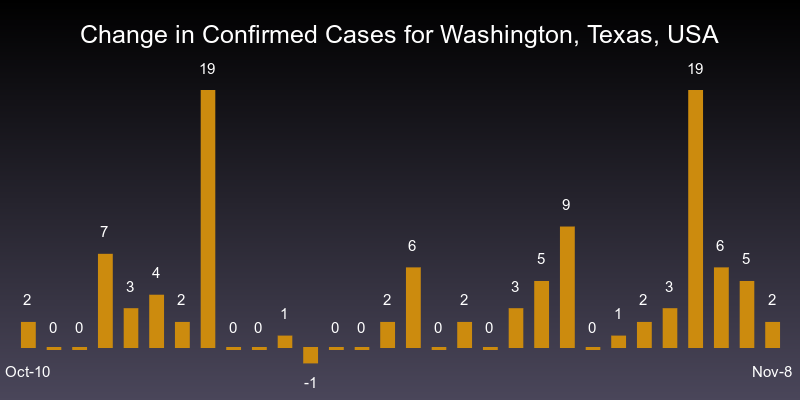 Change in Confirmed Cases for Washington, Texas, USA
2 0 0 7 3 4 2 19 0 0 1 -1 0 0 2 6 0 2 0 3 5 9 0 1 2 3 19 6 5 2
Oct-10 Nov-8